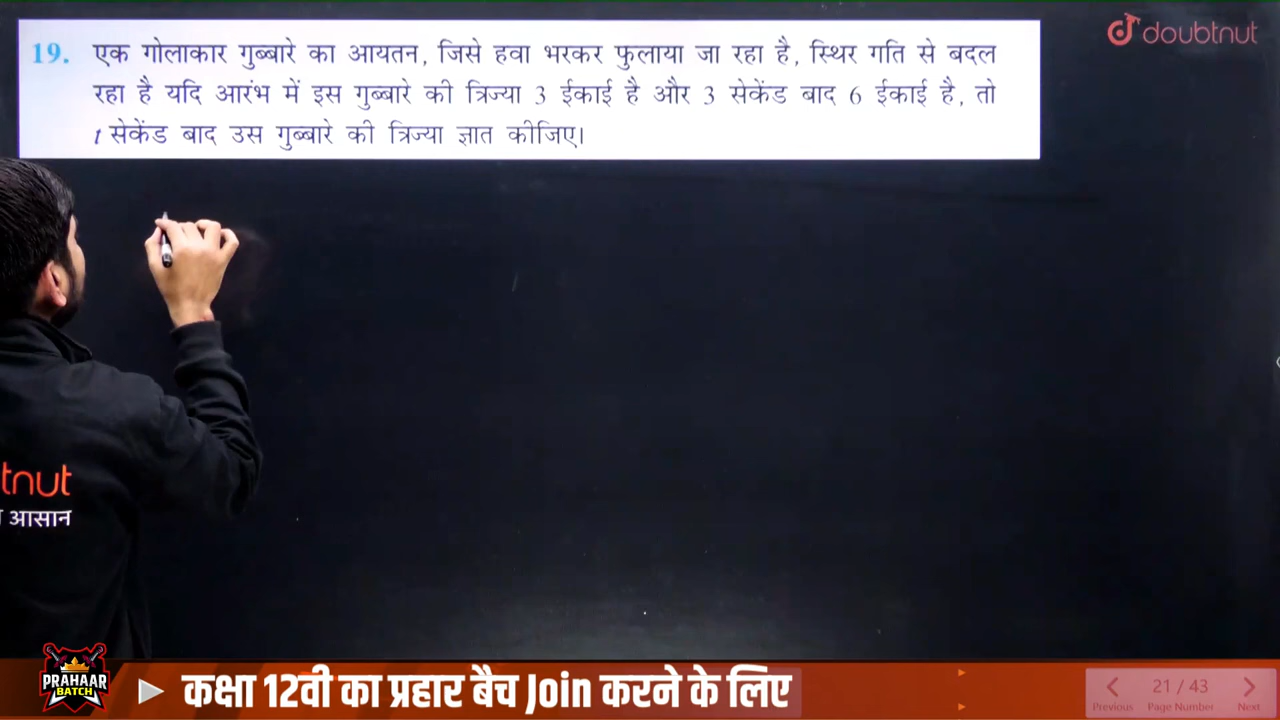 19. एक गोलाकार गुब्बारे का आयतन, जिसे हवा भरकर फुलाया जा रहा है, स्थिर गति से बदल
रहा है यदि आरंभ में इस गुब्बारे की त्रिज्या 3 ईकाई है और 3 सेकेंड बाद 6 ईकाई है, तो
t सेकेंड बाद उस गुब्बारे की त्रिज्या ज्ञात कीजिए।
doubtnut
tnut
आसान
PRAHAAR
BATCH
कक्षा 12वी का प्रहार बैच Join करने के लिए
21 / 43
Previous Page Number Next